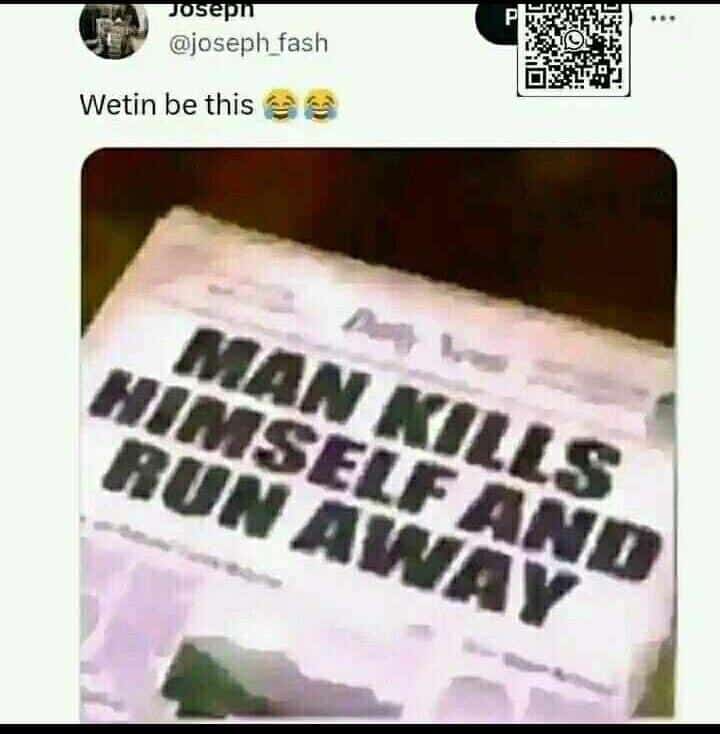 Joseph
@joseph_fash
P
Wetin be this 😂😂
MAN KILLS
HIMSELF AND
RUN AWAY